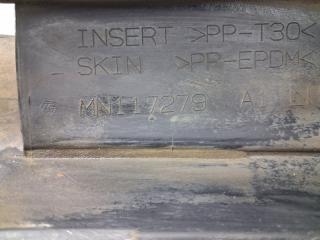 INSERT >PP-T30<
SKIN >PP-EPDM<
MN117279 A